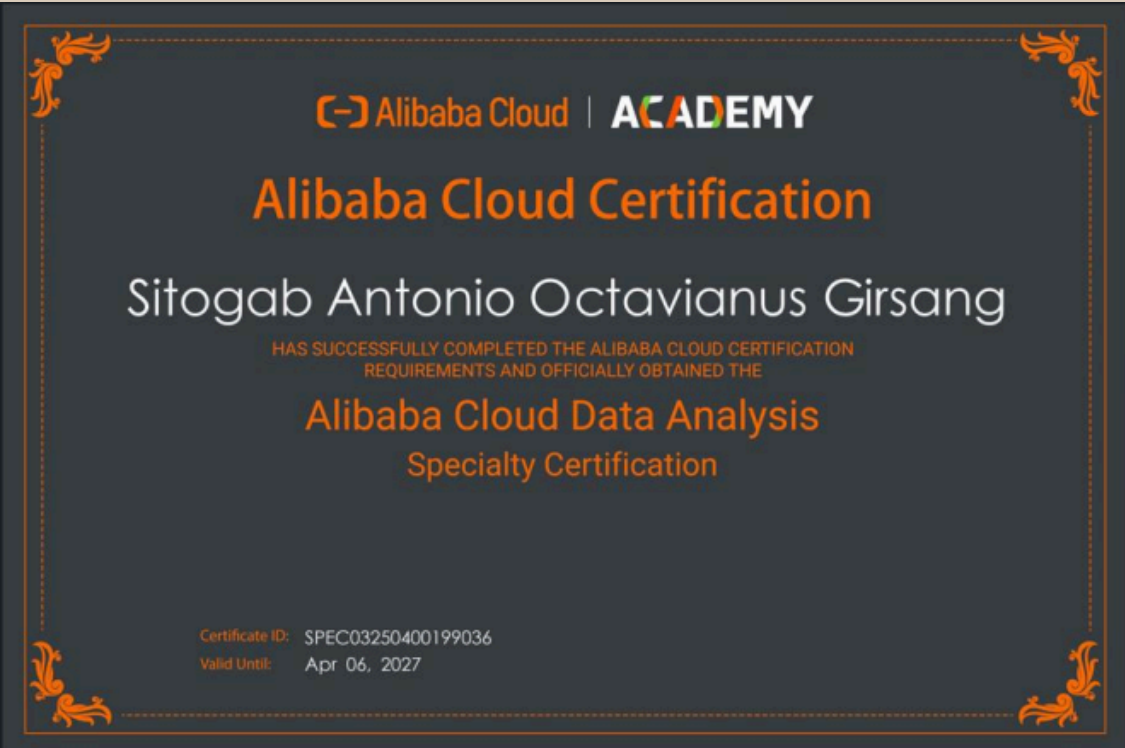 Alibaba Cloud | ACADEMY
Alibaba Cloud Certification
Sitogab Antonio Octavianus Girsang
HAS SUCCESSFULLY COMPLETED THE ALIBABA CLOUD CERTIFICATION
REQUIREMENTS AND OFFICIALLY OBTAINED THE
Alibaba Cloud Data Analysis
Specialty Certification
Certificate ID: SPEC03250400199036
Valid Until: Apr 06, 2027